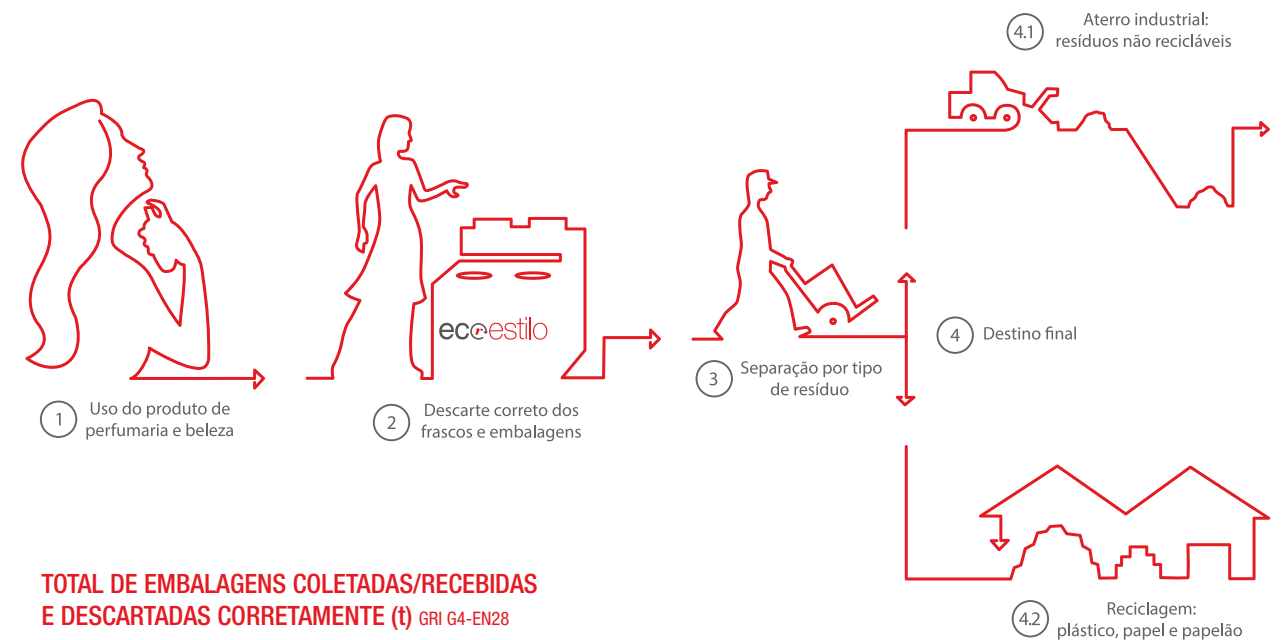 1
Uso do produto de
perfumaria e beleza
ecoestilo
2
Descarte correto dos
frascos e embalagens
3
Separação por tipo
de resíduo
4
Destino final
4.1
Aterro industrial:
resíduos não recicláveis
4.2
Reciclagem:
plástico, papel e papelão
TOTAL DE EMBALAGENS COLETADAS/RECEBIDAS
E DESCARTADAS CORRETAMENTE (t) GRI G4-EN28